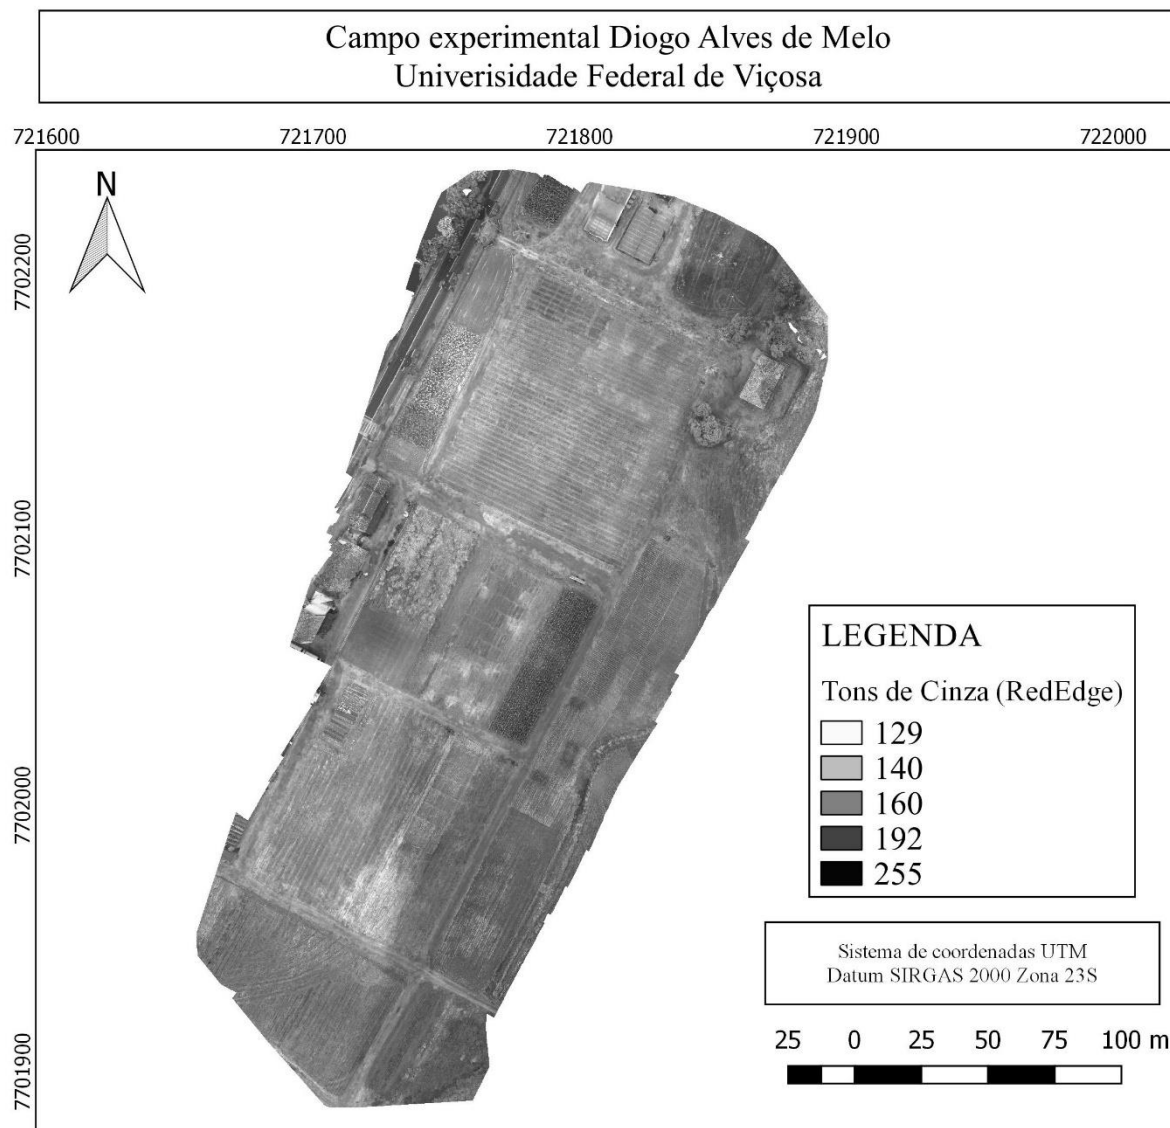 Campo experimental Diogo Alves de Melo
Univerisidade Federal de Viçosa
721600 721700 721800 721900 722000
N
7702200
7702100
7702000
7701900
LEGENDA
Tons de Cinza (RedEdge)
129
140
160
192
255
Sistema de coordenadas UTM
Datum SIRGAS 2000 Zona 23S
25 0 25 50 75 100 m